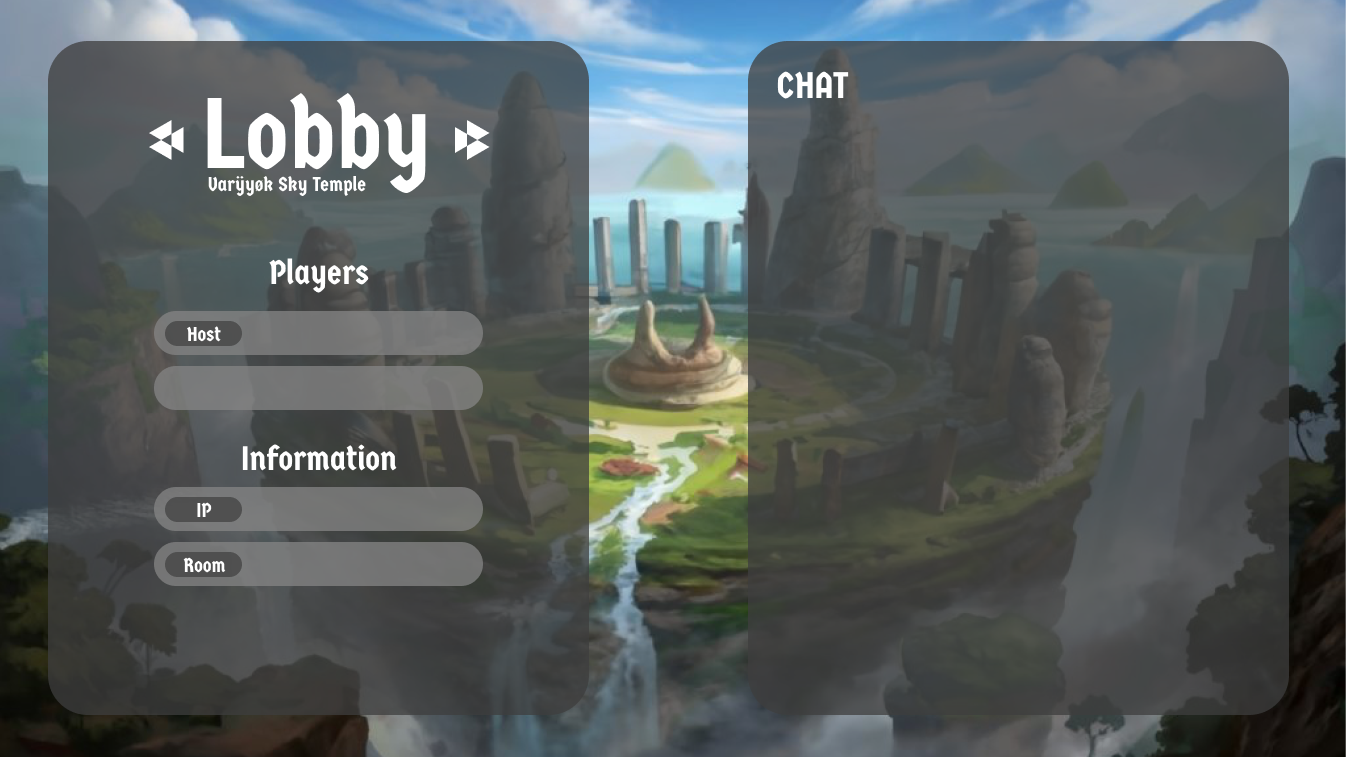 Lobby
Varÿyøk Sky Temple
Players
Host
Information
IP
Room
CHAT